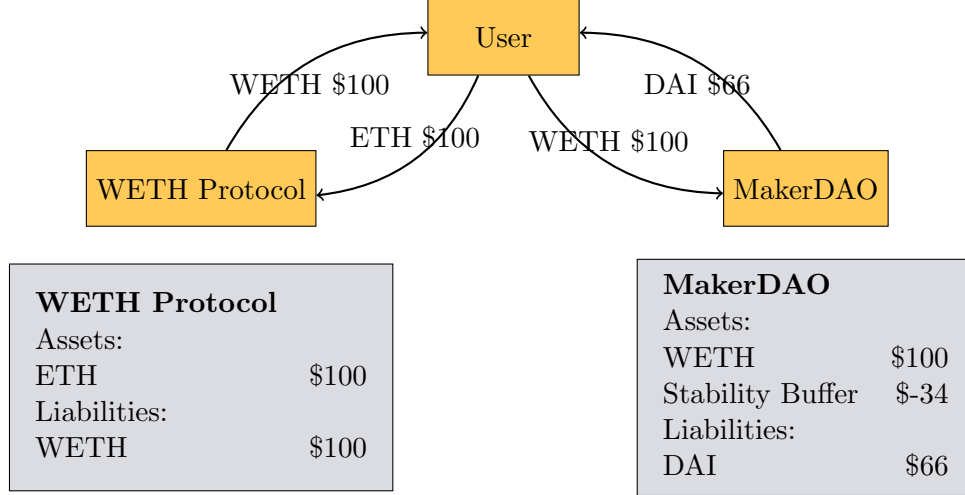 User
WETH $100
DAI $66
ETH $100
WETH $100
WETH Protocol
MakerDAO
WETH Protocol
Assets:
ETH $100
Liabilities:
WETH $100
MakerDAO
Assets:
WETH $100
Stability Buffer $-34
Liabilities:
DAI $66